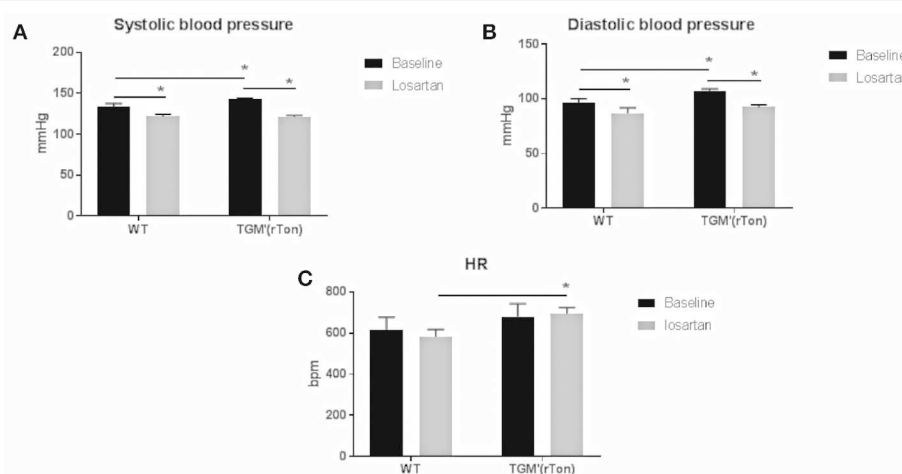 A
Systolic blood pressure
200
150
100
50
0
mmHg
* * *
Baseline
Losartan
WT TGM'(rTon)
B
Diastolic blood pressure
150
100
50
0
mmHg
* * *
Baseline
Losarta
WT TGM'(rTon)
C
HR
800
600
400
200
0
bpm
*
Baseline
losartan
WT TGM'(rTon)